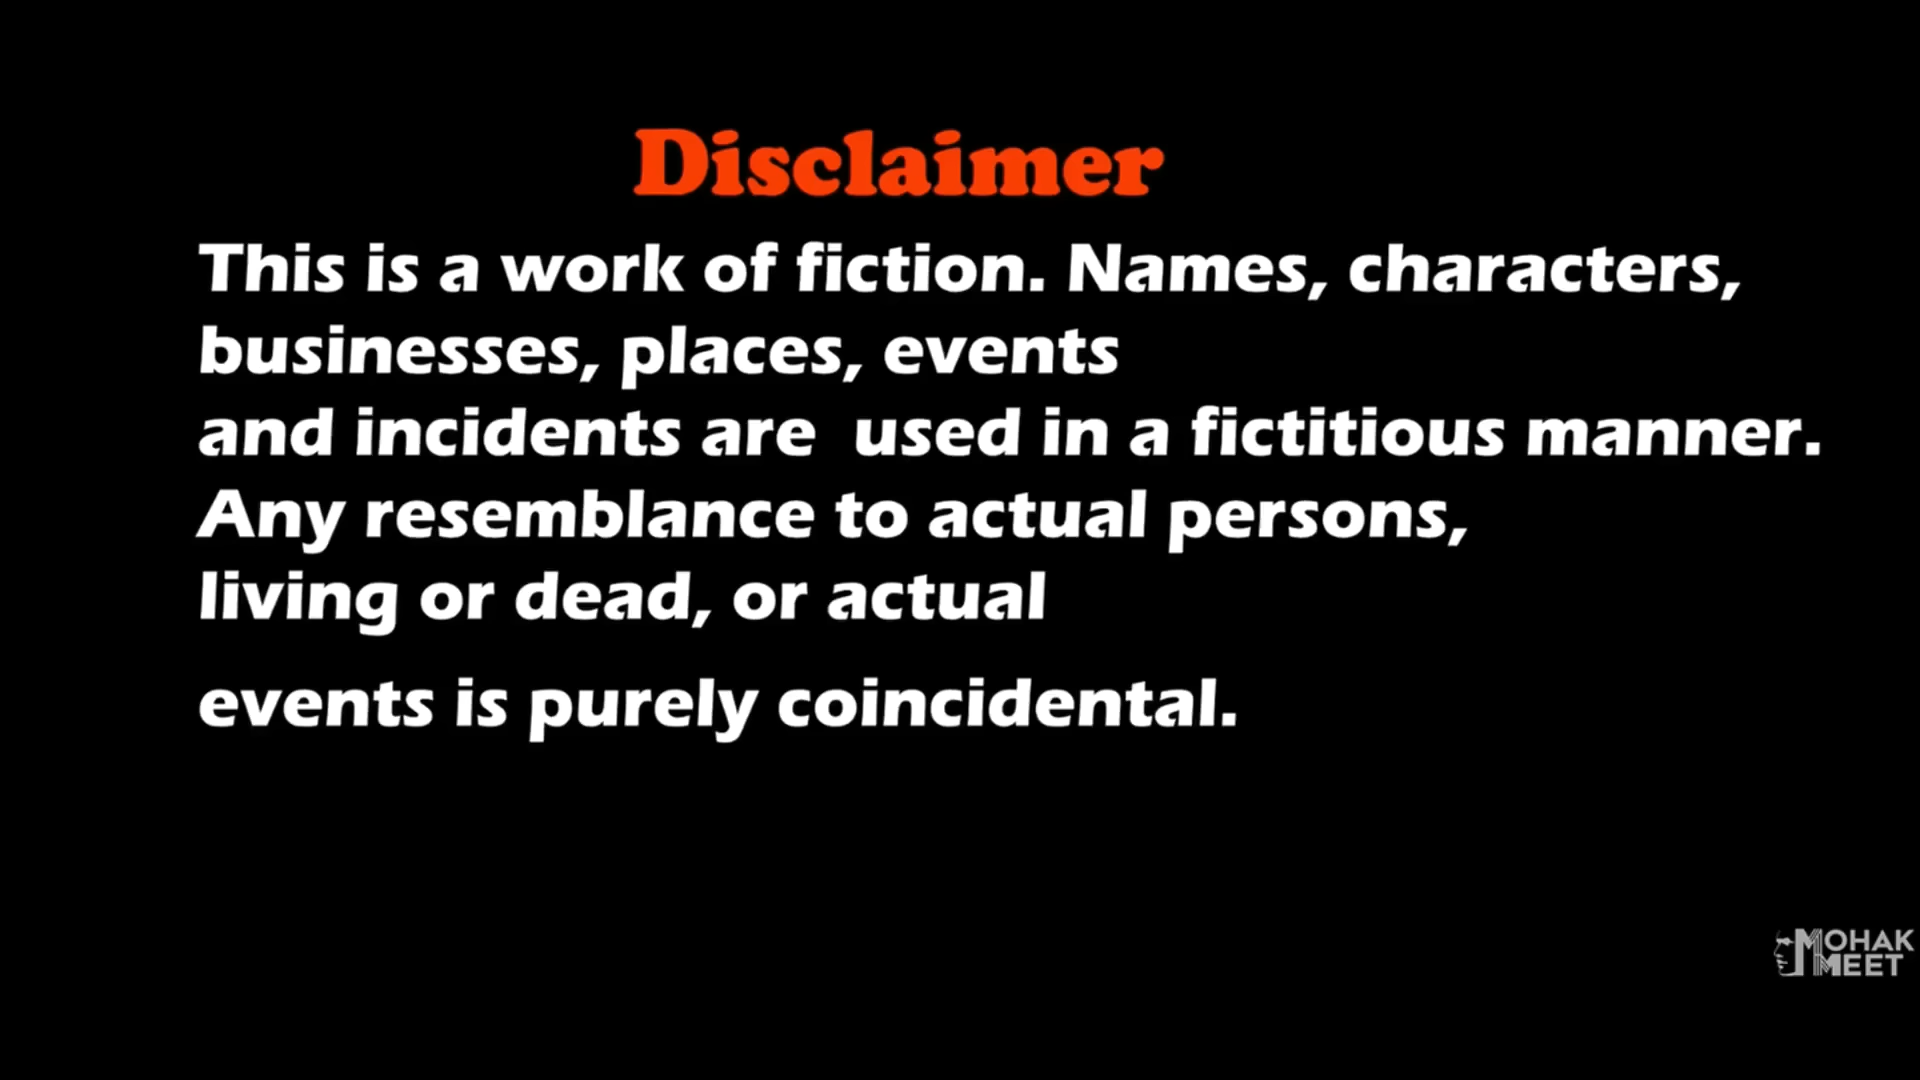 Disclaimer
This is a work of fiction. Names, characters,
businesses, places, events
and incidents are  used in a fictitious manner.
Any resemblance to actual persons,
living or dead, or actual
events is purely coincidental.
MOHAK
MEET